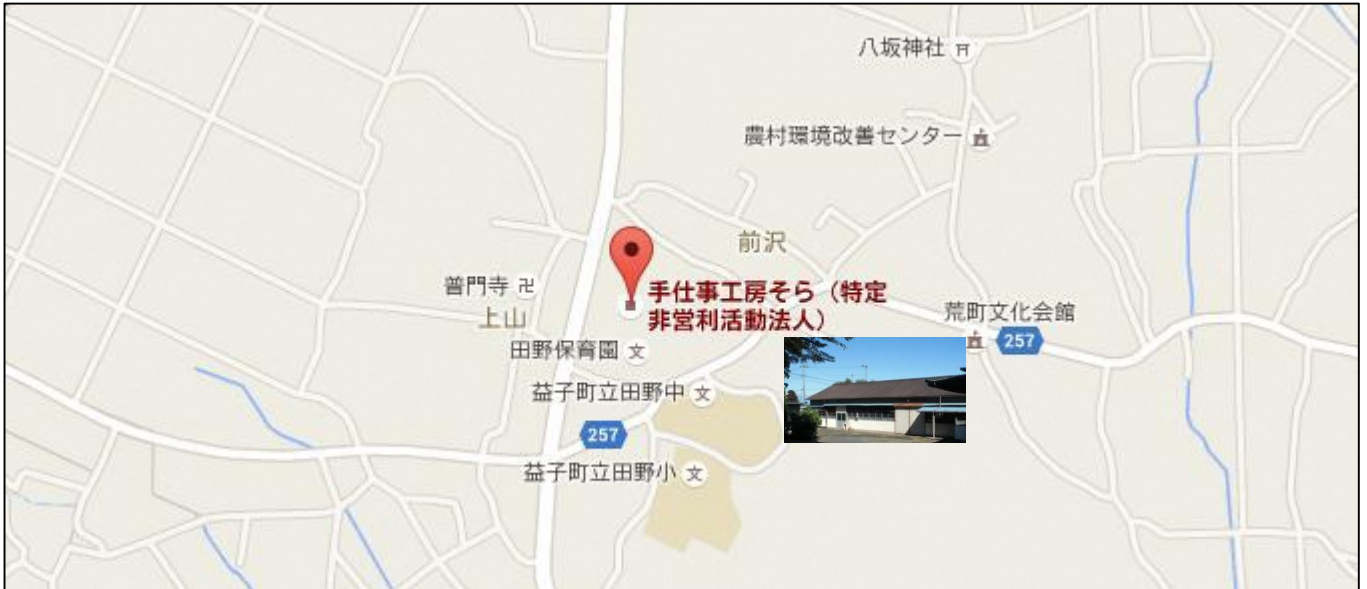 八坂神社
農村環境改善センター
前沢
普門寺
上山
手仕事工房そら（特定
非営利活動法人）
荒町文化会館
257
田野保育園 文
益子町立田野中 文
257
益子町立田野小 文